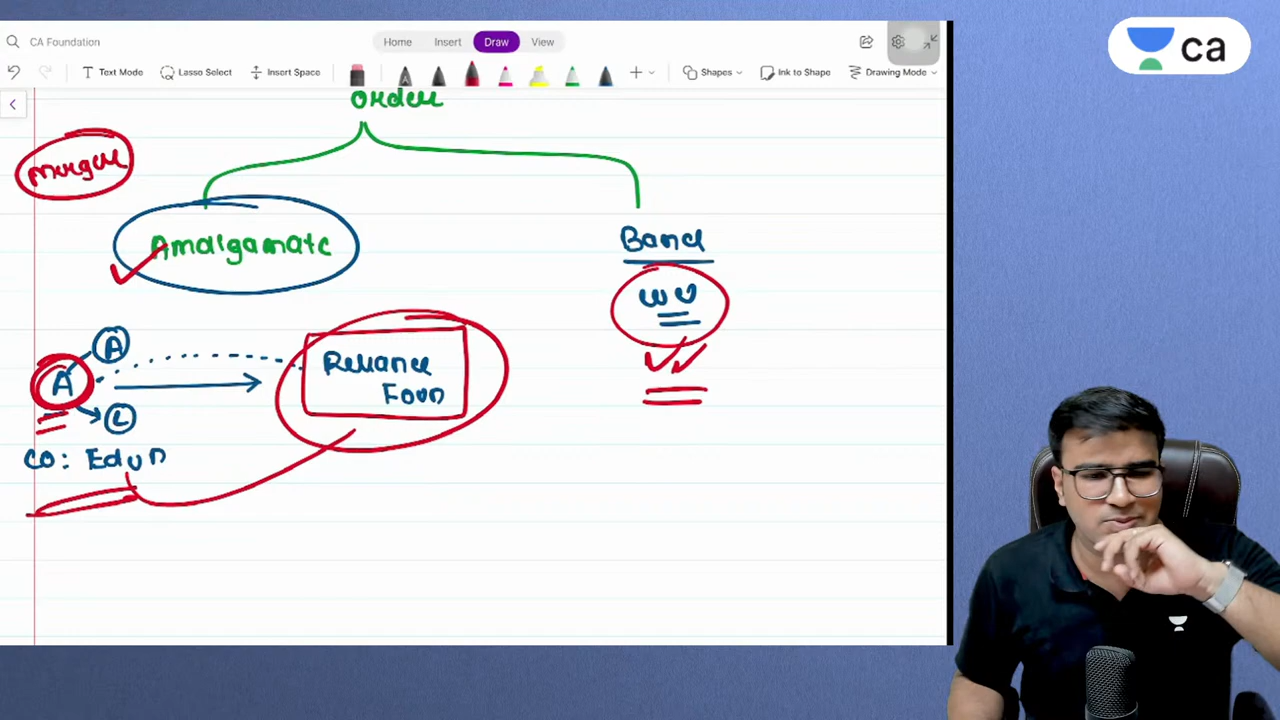 CA Foundation
Home Insert Draw View
ca
Text Mode Lasso Select Insert Space Shapes Ink to Shape Drawing Mode
Order
Merger
Amalgamate
Band
WU
A
Reliance
A
Foun
L
CO: Edun